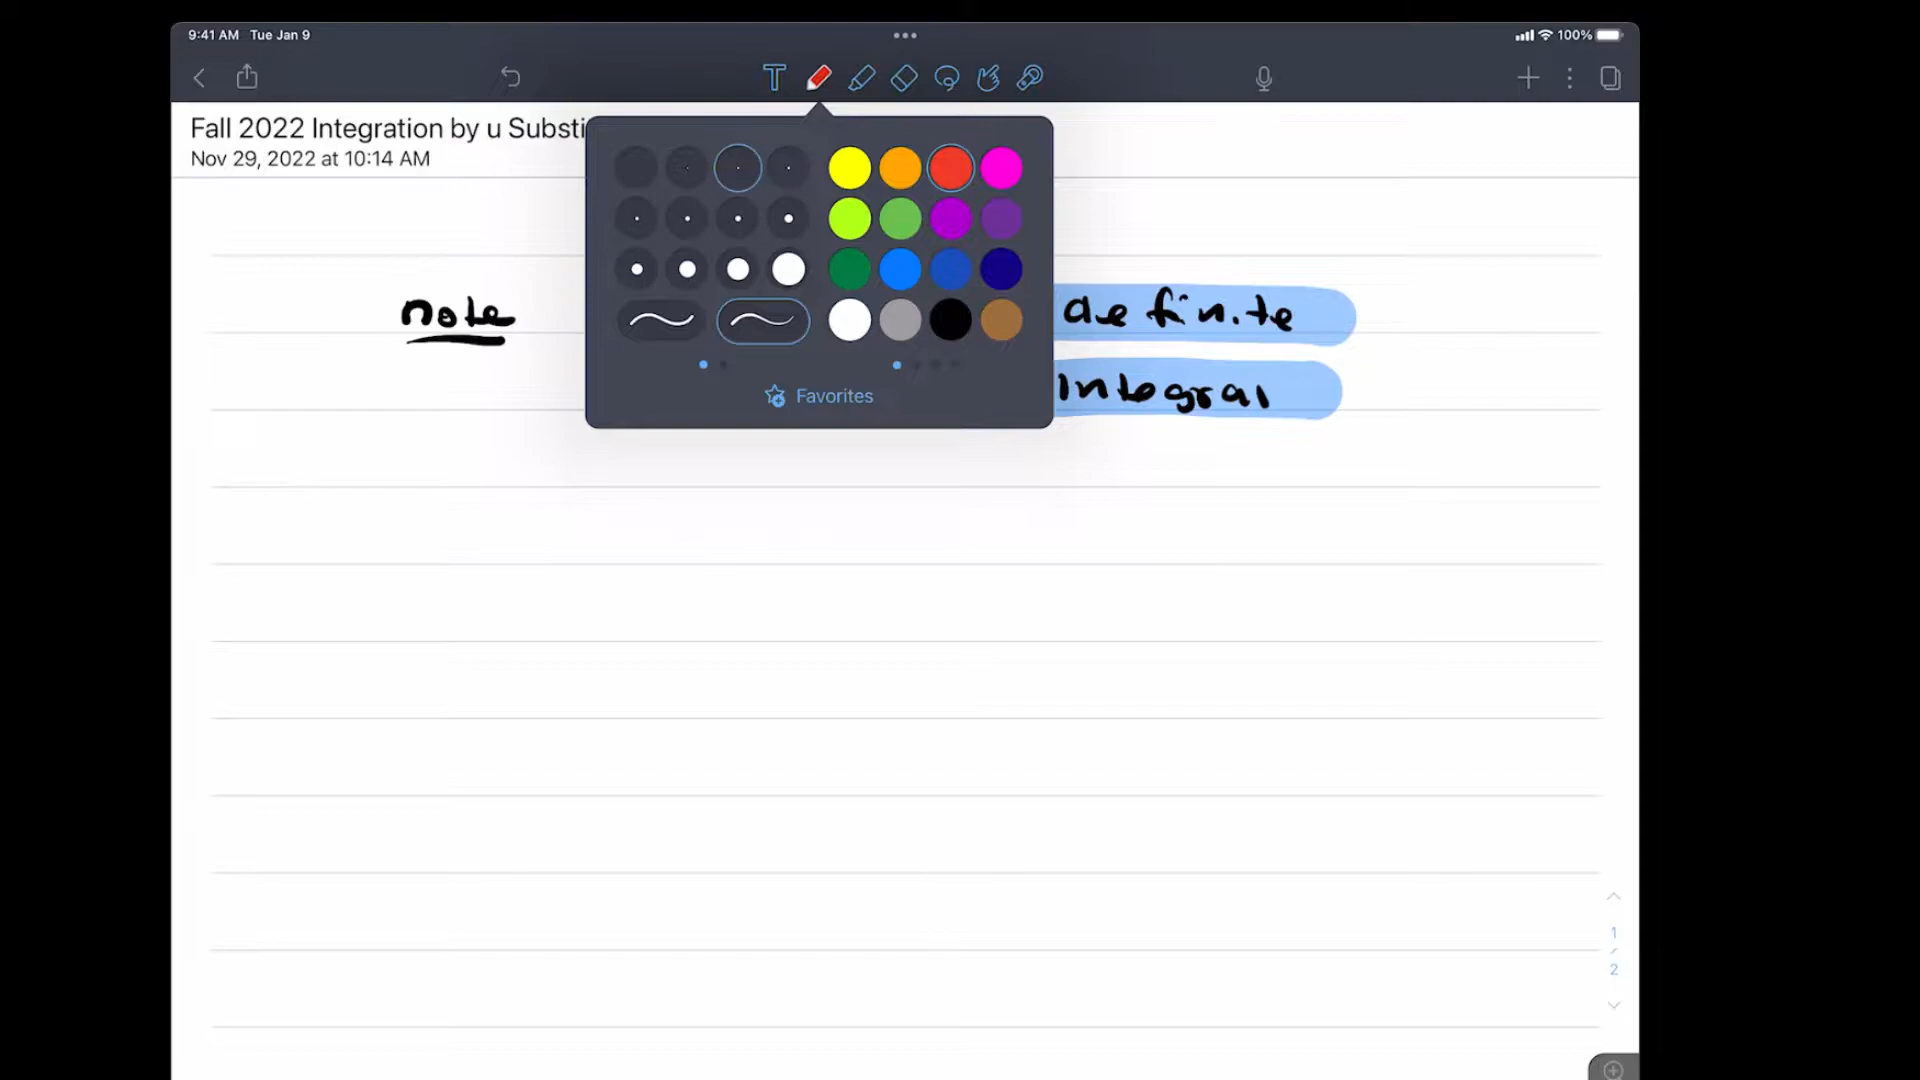 9:41 AM Tue Jan 9
100%
Fall 2022 Integration by u Substi
Nov 29, 2022 at 10:14 AM
note
definite
Integral
Favorites
1
2